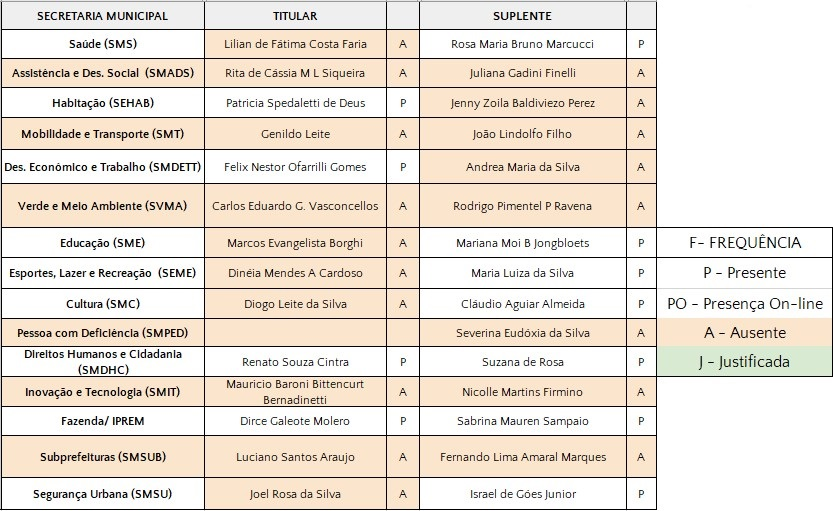 SECRETARIA MUNICIPAL TITULAR SUPLENTE
Saúde (SMS) Lilian de Fátima Costa Faria A Rosa Maria Bruno Marcucci P
Assistência e Des. Social (SMADS) Rita de Cássia M L Siqueira A Juliana Gadini Finelli A
Habitação (SEHAB) Patricia Spedaletti de Deus P Jenny Zoila Baldiviezo Perez A
Mobilidade e Transporte (SMT) Genildo Leite A João Lindolfo Filho A
Des. Econômico e Trabalho (SMDETT) Felix Nestor Ofarrilli Gomes P Andrea Maria da Silva A
Verde e Meio Ambiente (SVMA) Carlos Eduardo G. Vasconcellos A Rodrigo Pimentel P Ravena A
Educação (SME) Marcos Evangelista Borghi A Mariana Moi B Jongbloets P F- FREQUÊNCIA
Esportes, Lazer e Recreação (SEME) Dinéia Mendes A Cardoso A Maria Luiza da Silva P P - Presente
Cultura (SMC) Diogo Leite da Silva A Cláudio Aguiar Almeida P PO - Presença On-line
Pessoa com Deficiência (SMPED) Severina Eudóxia da Silva A A - Ausente
Direitos Humanos e Cidadania
(SMDHC) Renato Souza Cintra P Suzana de Rosa P J - Justificada
Inovação e Tecnologia (SMIT) Mauricio Baroni Bittencurt
Bernadinetti A Nicolle Martins Firmino A
Fazenda/ IPREM Dirce Galeote Molero P Sabrina Mauren Sampaio P
Subprefeituras (SMSUB) Luciano Santos Araujo A Fernando Lima Amaral Marques A
Segurança Urbana (SMSU) Joel Rosa da Silva A Israel de Góes Junior P